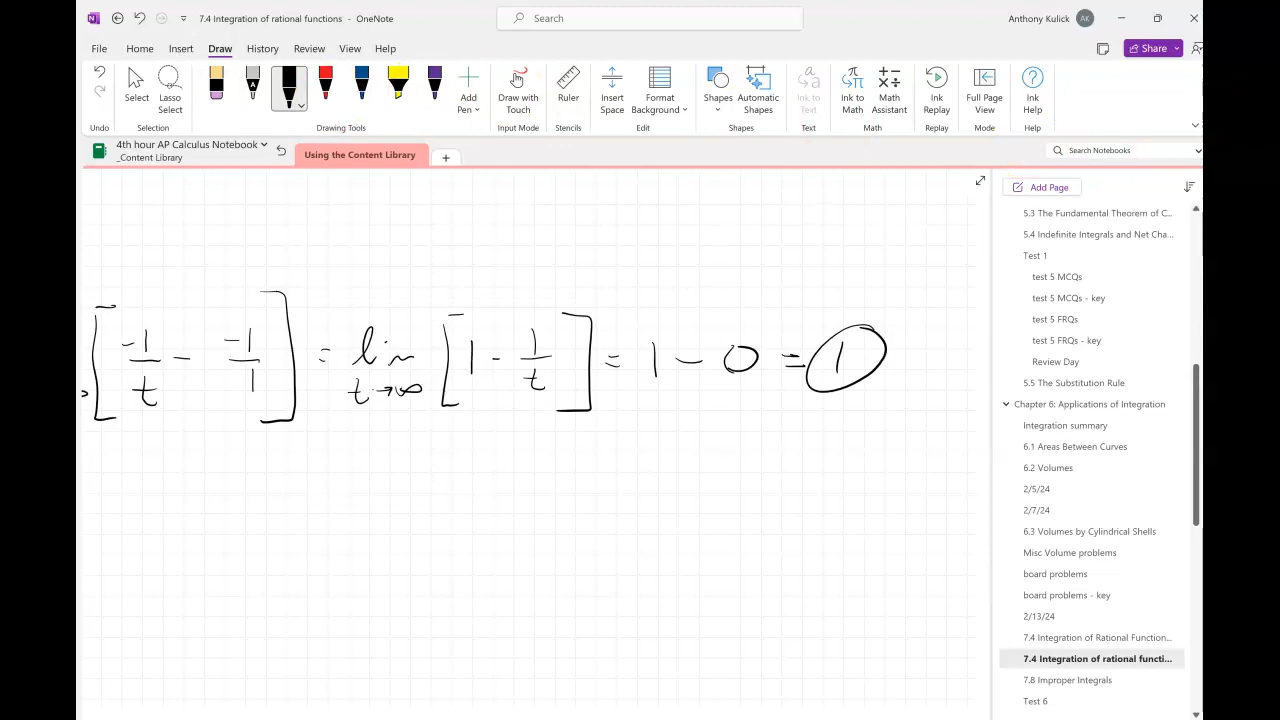 7.4 Integration of rational functions - OneNote
Search
Anthony Kulick
AK
File Home Insert Draw History Review View Help
Share
Undo
Select
Lasso Select
Add Pen
Draw with Touch
Ruler
Insert Space
Format Background
Shapes
Automatic Shapes
Ink to Text
Ink to Math
Math Assistant
Ink Replay
Full Page View
Ink Help
Undo Selection Drawing Tools Input Mode Stencils Edit Shapes Text Math Replay Mode Help
4th hour AP Calculus Notebook
_Content Library
Using the Content Library
Search Notebooks
Add Page
5.3 The Fundamental Theorem of C...
5.4 Indefinite Integrals and Net Cha...
Test 1
test 5 MCQs
test 5 MCQs - key
test 5 FRQs
test 5 FRQs - key
Review Day
5.5 The Substitution Rule
Chapter 6: Applications of Integration
Integration summary
6.1 Areas Between Curves
6.2 Volumes
2/5/24
2/7/24
6.3 Volumes by Cylindrical Shells
Misc Volume problems
board problems
board problems - key
2/13/24
7.4 Integration of Rational Function...
7.4 Integration of rational functi...
7.8 Improper Integrals
Test 6
[-1/t - -1/1] = lim t→∞ [1 - 1/t] = 1 - 0 = 1